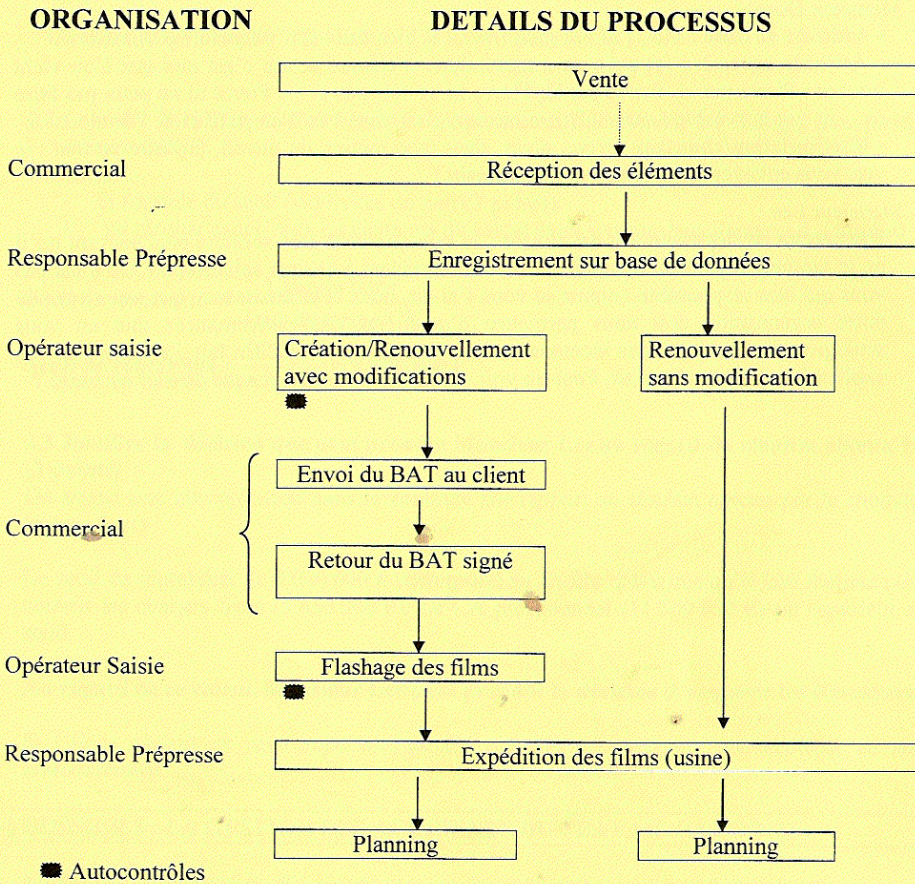 ORGANISATION DETAILS DU PROCESSUS
Vente
Commercial Réception des éléments
Responsable Prépresse Enregistrement sur base de données
Opérateur saisie Création/Renouvellement avec modifications Renouvellement sans modification
Envoi du BAT au client
Commercial
Retour du BAT signé
Opérateur Saisie Flashage des films
Responsable Prépresse Expédition des films (usine)
Planning Planning
Autocontrôles